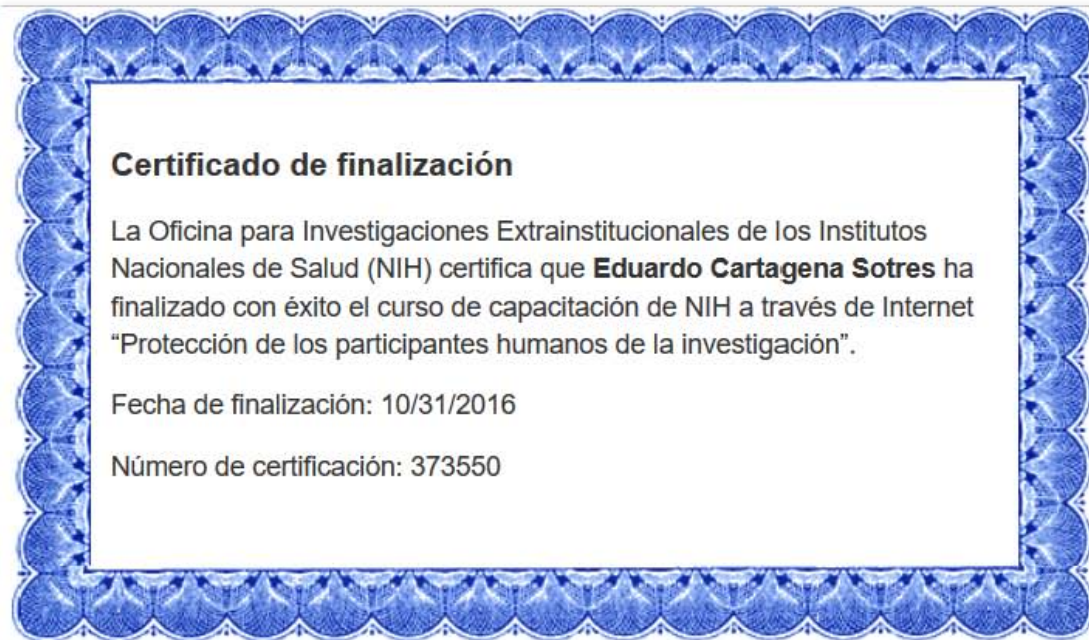 Certificado de finalización
La Oficina para Investigaciones Extrainstitucionales de los Institutos
Nacionales de Salud (NIH) certifica que Eduardo Cartagena Sotres ha
finalizado con éxito el curso de capacitación de NIH a través de Internet
“Protección de los participantes humanos de la investigación”.
Fecha de finalización: 10/31/2016
Número de certificación: 373550